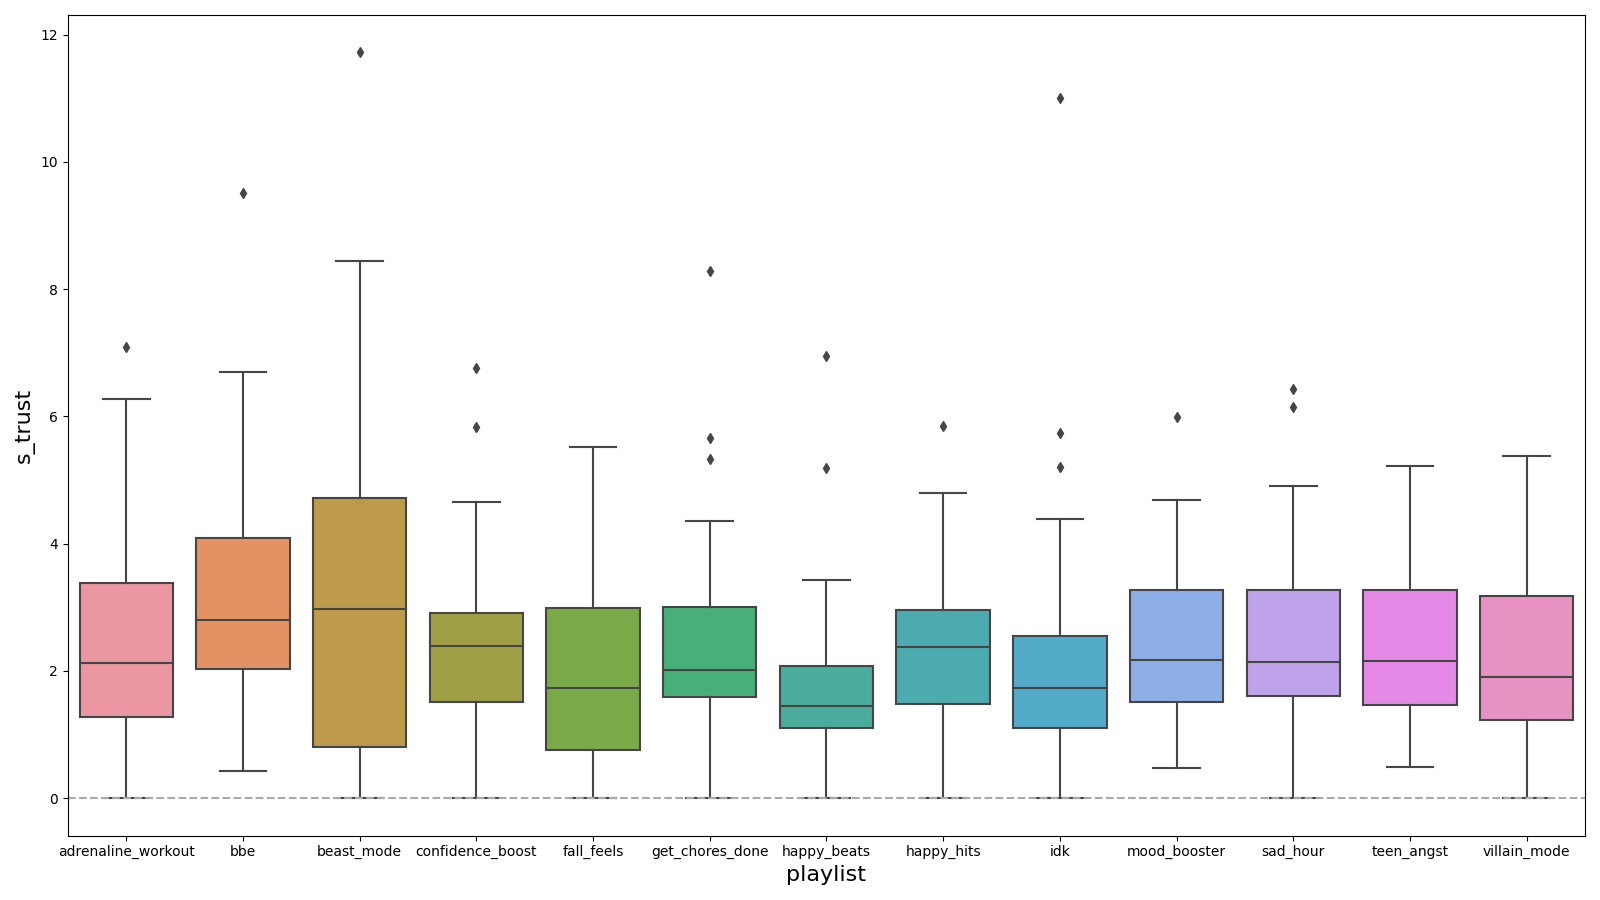 12
10
8
6
4
2
0
s_trust
adrenaline_workout bbe beast_mode confidence_boost fall_feels get_chores_done happy_beats happy_hits idk mood_booster sad_hour teen_angst villain_mode
playlist